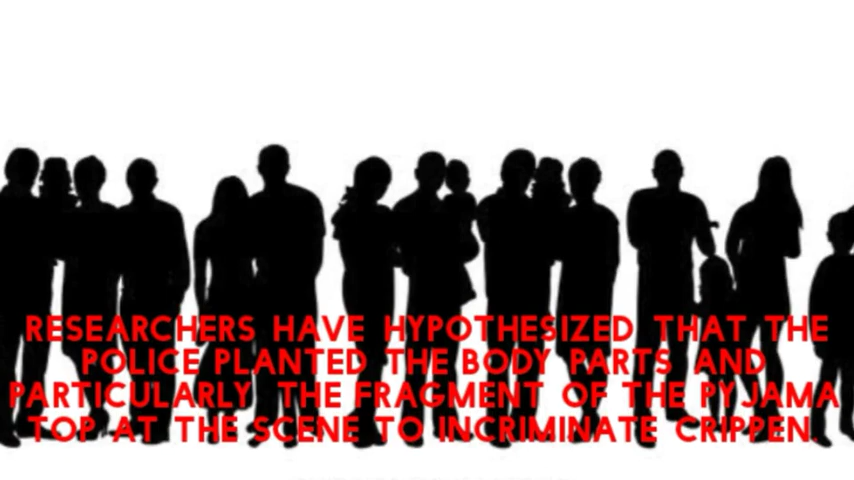 RESEARCHERS HAVE HYPOTHESIZED THAT THE
POLICE PLANTED THE BODY PARTS AND
PARTICULARLY THE FRAGMENT OF THE PYJAMA
TOP AT THE SCENE TO INCRIMINATE CRIPPEN.